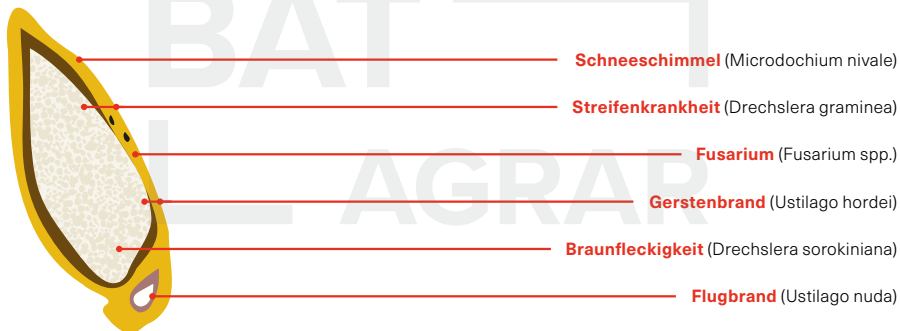 BAT
AGRAR
Schneeschimmel (Microdochium nivale)
Streifenkrankheit (Drechslera graminea)
Fusarium (Fusarium spp.)
Gerstenbrand (Ustilago hordei)
Braunfleckigkeit (Drechslera sorokiniana)
Flugbrand (Ustilago nuda)